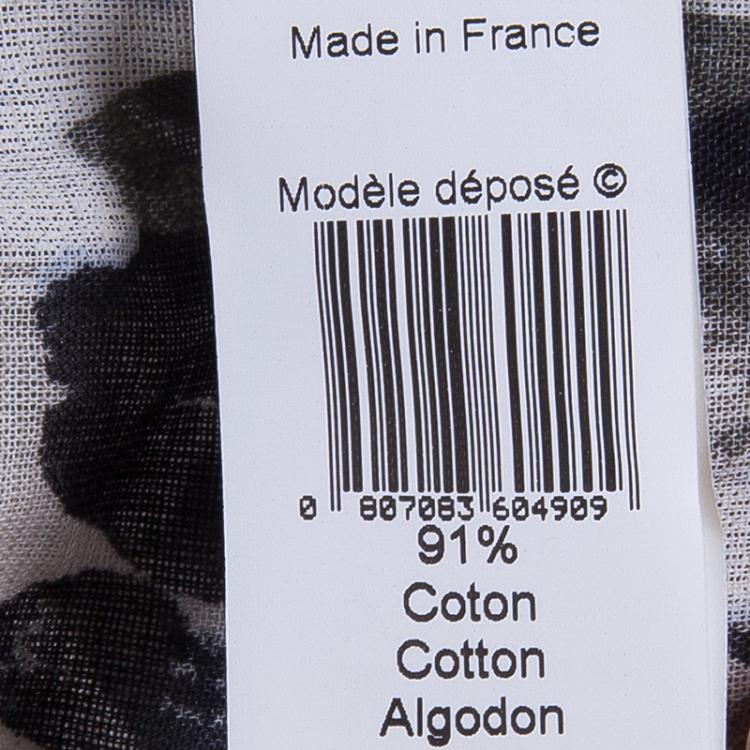 Made in France
Modèle déposé ©
0 807083 604909
91%
Coton
Cotton
Algodon